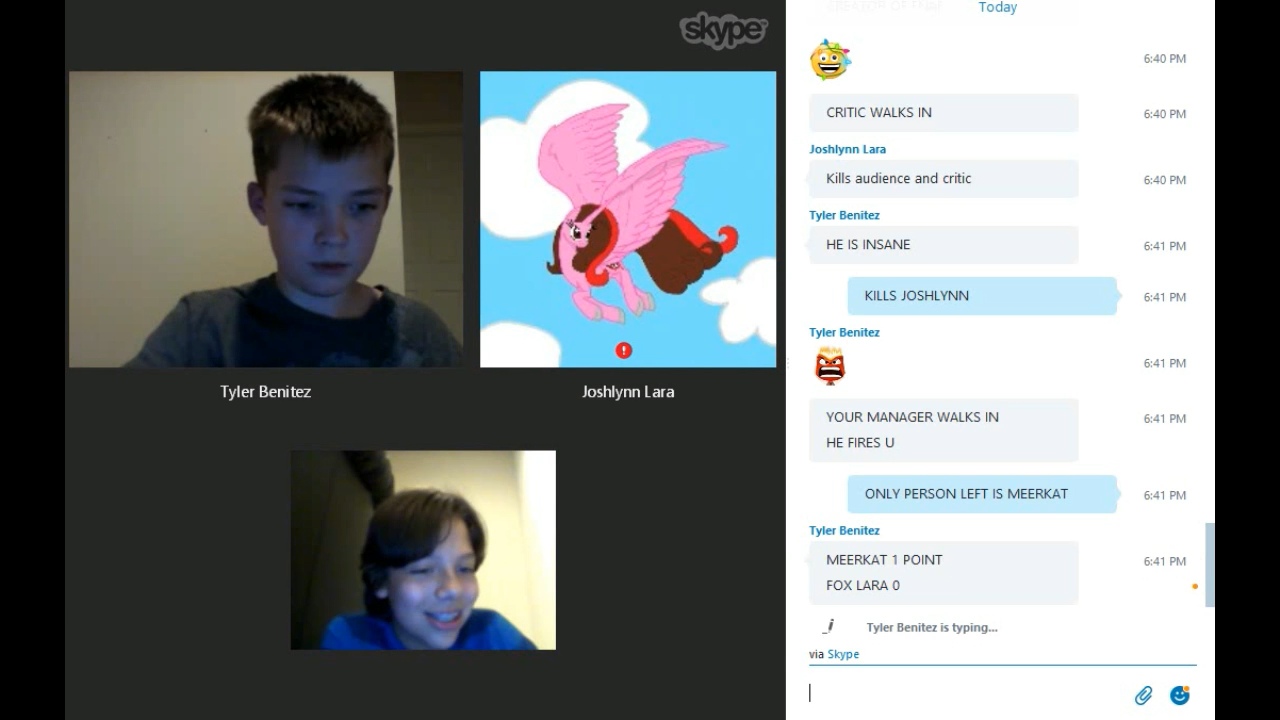 skype
Tyler Benitez
Joshlynn Lara
Today
6:40 PM
CRITIC WALKS IN
6:40 PM
Joshlynn Lara
Kills audience and critic
6:40 PM
Tyler Benitez
HE IS INSANE
6:41 PM
KILLS JOSHLYNN
6:41 PM
Tyler Benitez
6:41 PM
YOUR MANAGER WALKS IN
6:41 PM
HE FIRES U
ONLY PERSON LEFT IS MEERKAT
6:41 PM
Tyler Benitez
MEERKAT 1 POINT
6:41 PM
FOX LARA 0
Tyler Benitez is typing...
via Skype